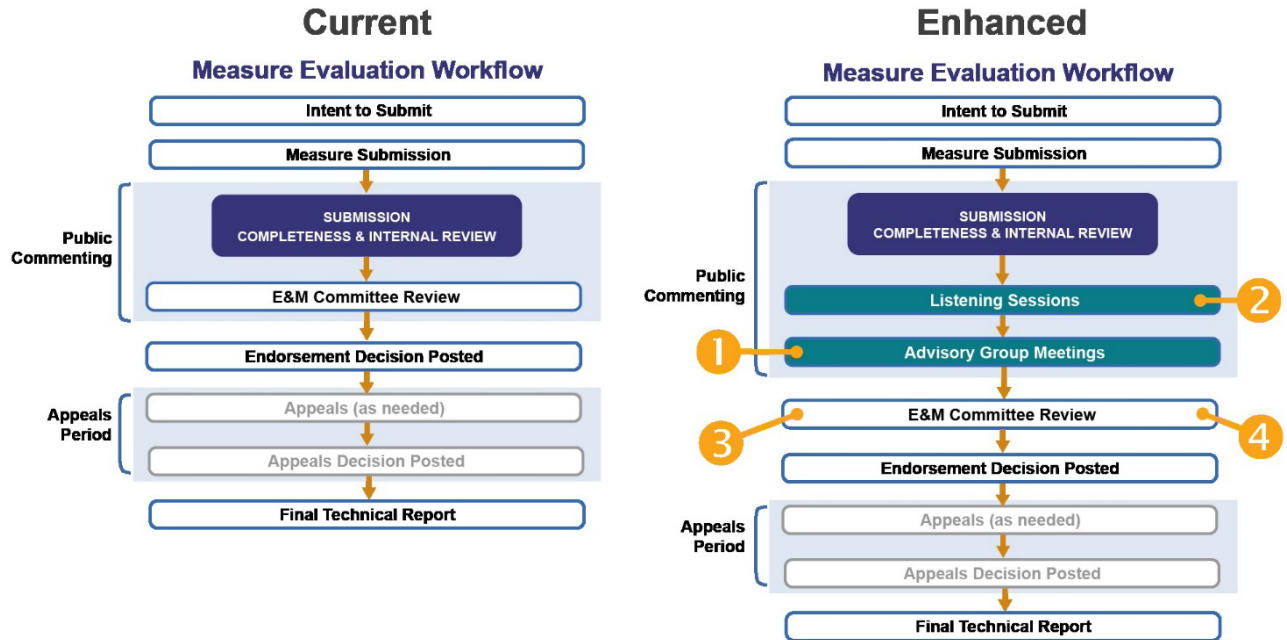 Current
Measure Evaluation Workflow
Intent to Submit
Measure Submission
Public
Commenting
SUBMISSION
COMPLETENESS & INTERNAL REVIEW
E&M Committee Review
Endorsement Decision Posted
Appeals
Period
Appeals (as needed)
Appeals Decision Posted
Final Technical Report
Enhanced
Measure Evaluation Workflow
Intent to Submit
Measure Submission
Public
Commenting
SUBMISSION
COMPLETENESS & INTERNAL REVIEW
Listening Sessions
2
1
Advisory Group Meetings
3
E&M Committee Review
4
Endorsement Decision Posted
Appeals
Period
Appeals (as needed)
Appeals Decision Posted
Final Technical Report